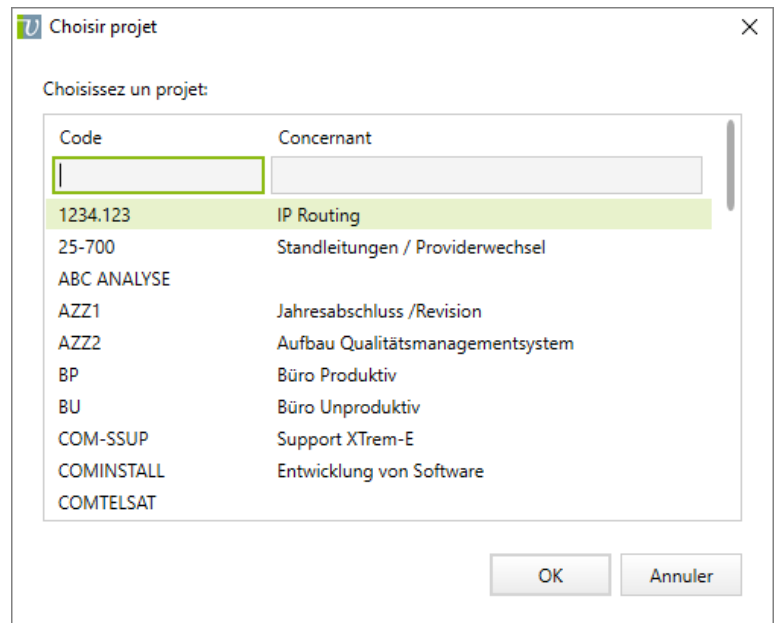 Choisir projet
Choisissez un projet:
Code Concernant
1234.123 IP Routing
25-700 Standleitungen / Providerwechsel
ABC ANALYSE
AZZ1 Jahresabschluss /Revision
AZZ2 Aufbau Qualitätsmanagementsystem
BP Büro Produktiv
BU Büro Unproduktiv
COM-SSUP Support XTrem-E
COMINSTALL Entwicklung von Software
COMTELSAT
OK Annuler